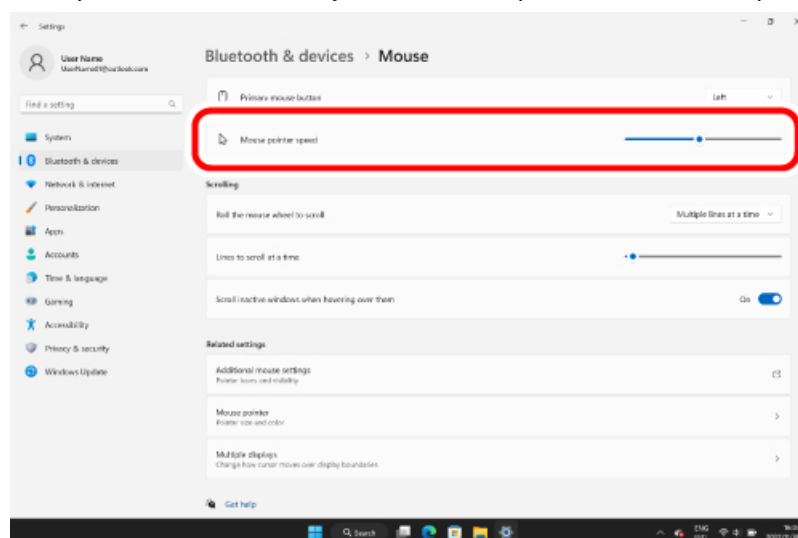 Settings
User Name
Bluetooth & devices > Mouse
Find a setting
Primary mouse button
Left
Mouse pointer speed
System
Bluetooth & devices
Network & internet
Personalization
Apps
Accounts
Time & language
Gaming
Accessibility
Privacy & security
Windows Update
Scrolling
Roll the mouse wheel to scroll
Multiple lines at a time
Lines to scroll at a time
Scroll inactive windows when hovering over them
On
Related settings
Additional mouse settings
Pointer icons and visibility
Mouse pointer
Pointer size and color
Multiple displays
Change how cursor moves over display boundaries
Get help
Search
ENG